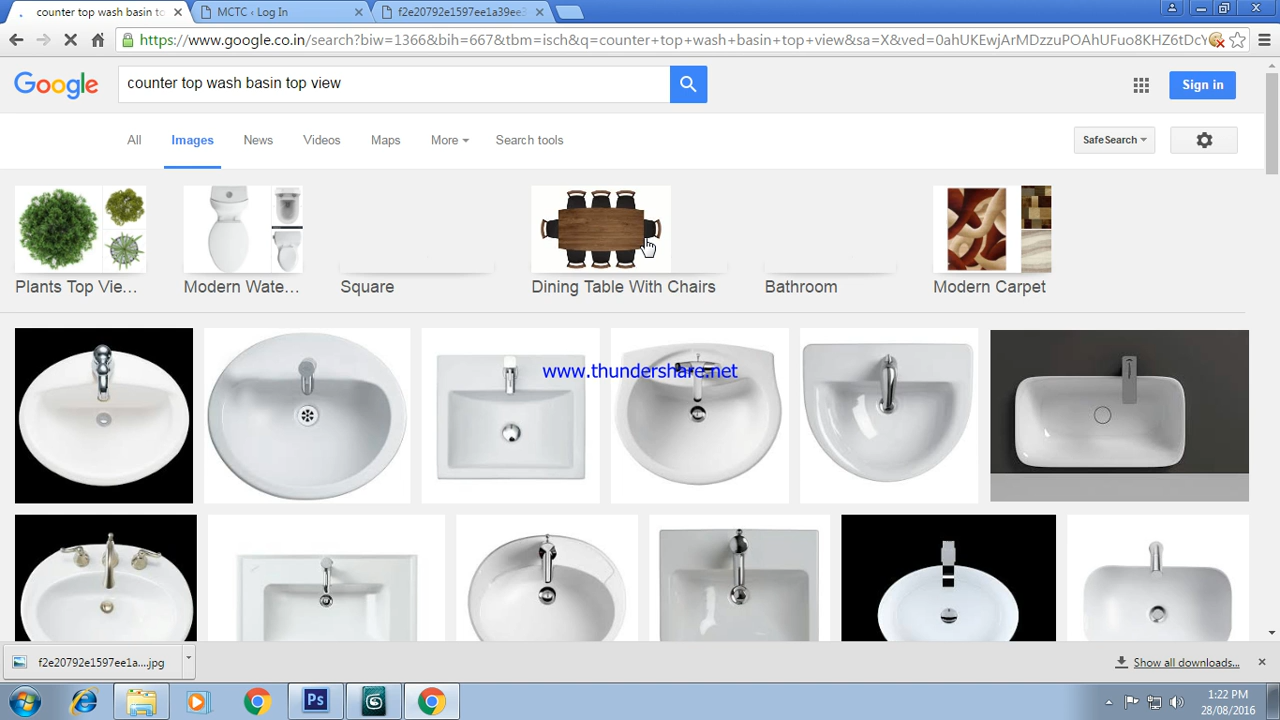 counter top wash basin to
MCTC ‹ Log In
f2e20792e1597ee1a39ee3
https://www.google.co.in/search?biw=1366&bih=667&tbm=isch&q=counter+top+wash+basin+top+view&sa=X&ved=0ahUKEwjArMDzzuPOAhUFuo8KHZ6tDcY
Google
counter top wash basin top view
Sign in
All
Images
News
Videos
Maps
More
Search tools
SafeSearch
Plants Top Vie...
Modern Wate...
Square
Dining Table With Chairs
Bathroom
Modern Carpet
www.thundershare.net
f2e20792e1597ee1a....jpg
Show all downloads...
Ps
1:22 PM
28/08/2016